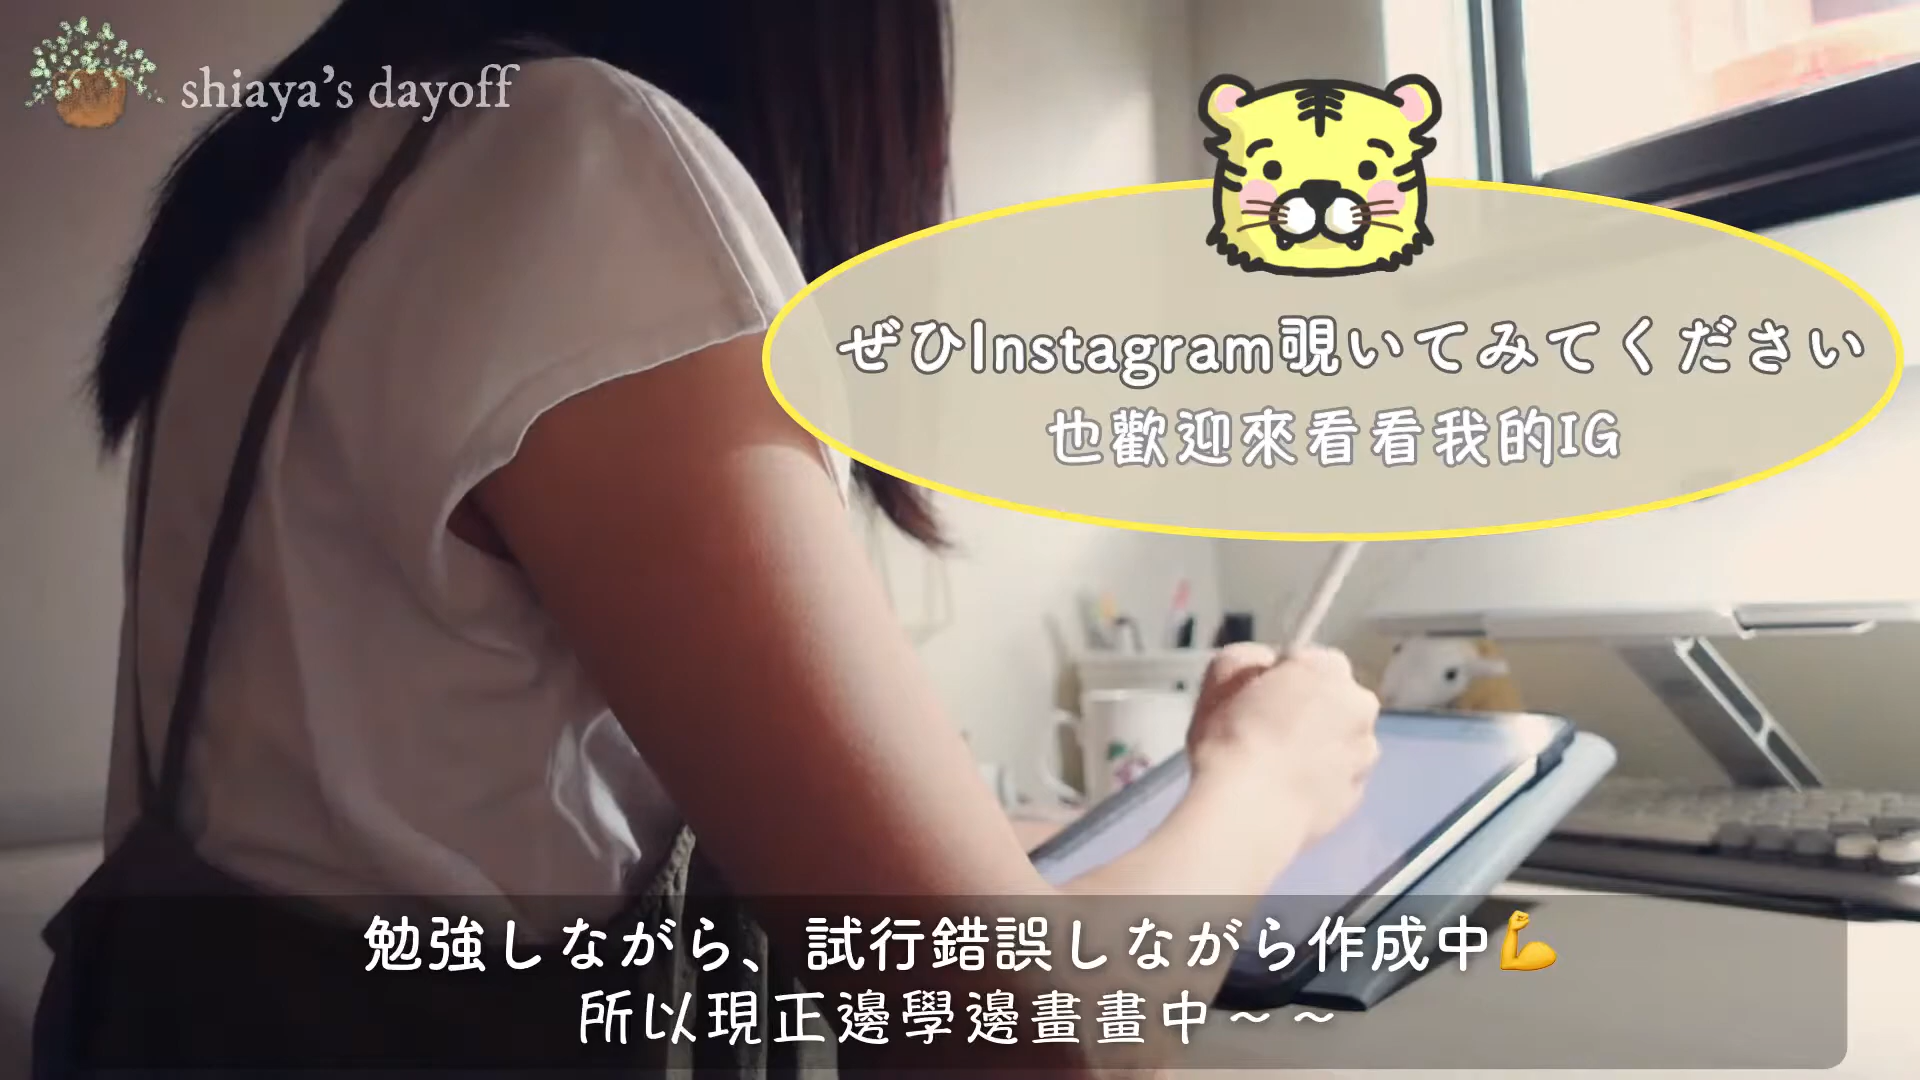 shiaya's dayoff
ぜひInstagram覗いてみてください
也歡迎來看看我的IG
勉強しながら、試行錯誤しながら作成中💪
所以現正邊學邊畫畫中～～